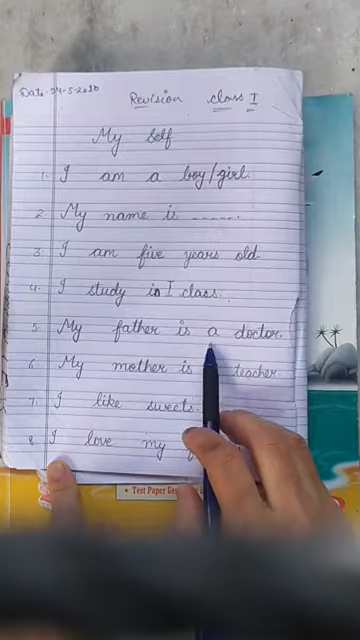 Date. 24-5-2020
Revision class I
My Self
1. I am a boy/girl.
2. My name is -----.
3. I am five years old.
4. I study in I class.
5 My father is a doctor.
6 My mother is teacher
7. I like sweets.
8 I love my
• Test Paper